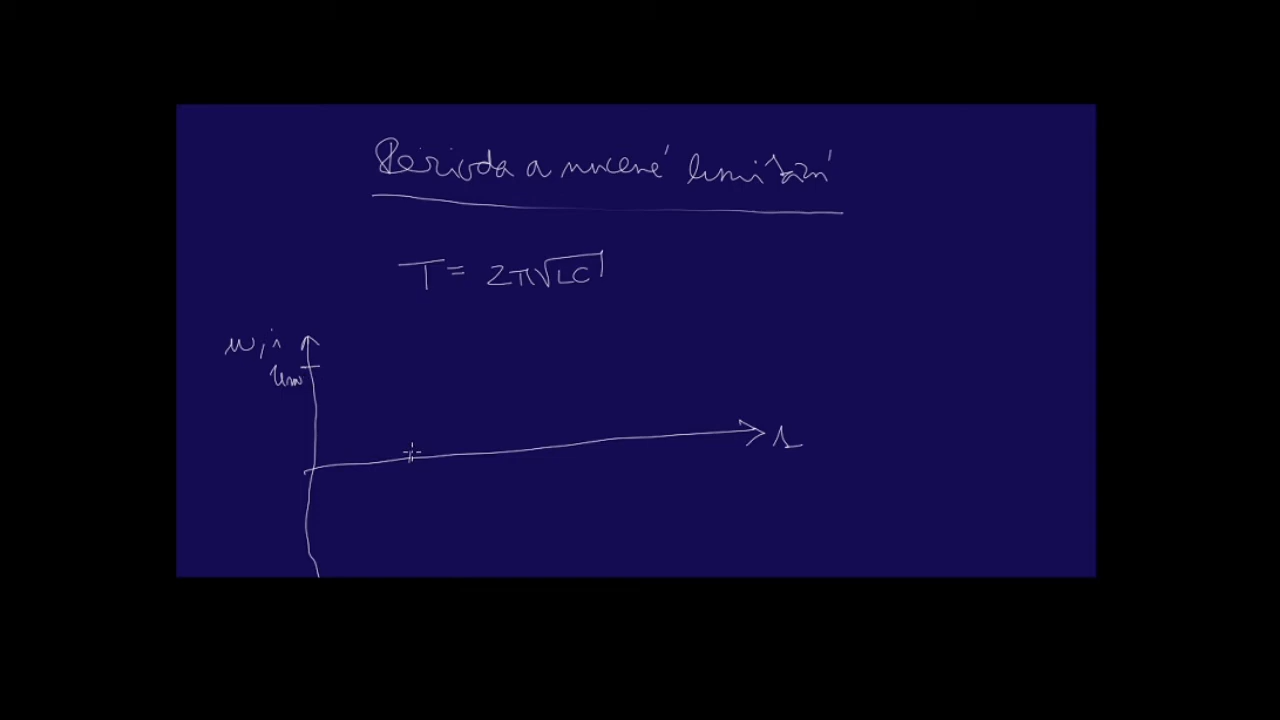 Perioda a nucené kmitání
T = 2π√LC
u, i
um